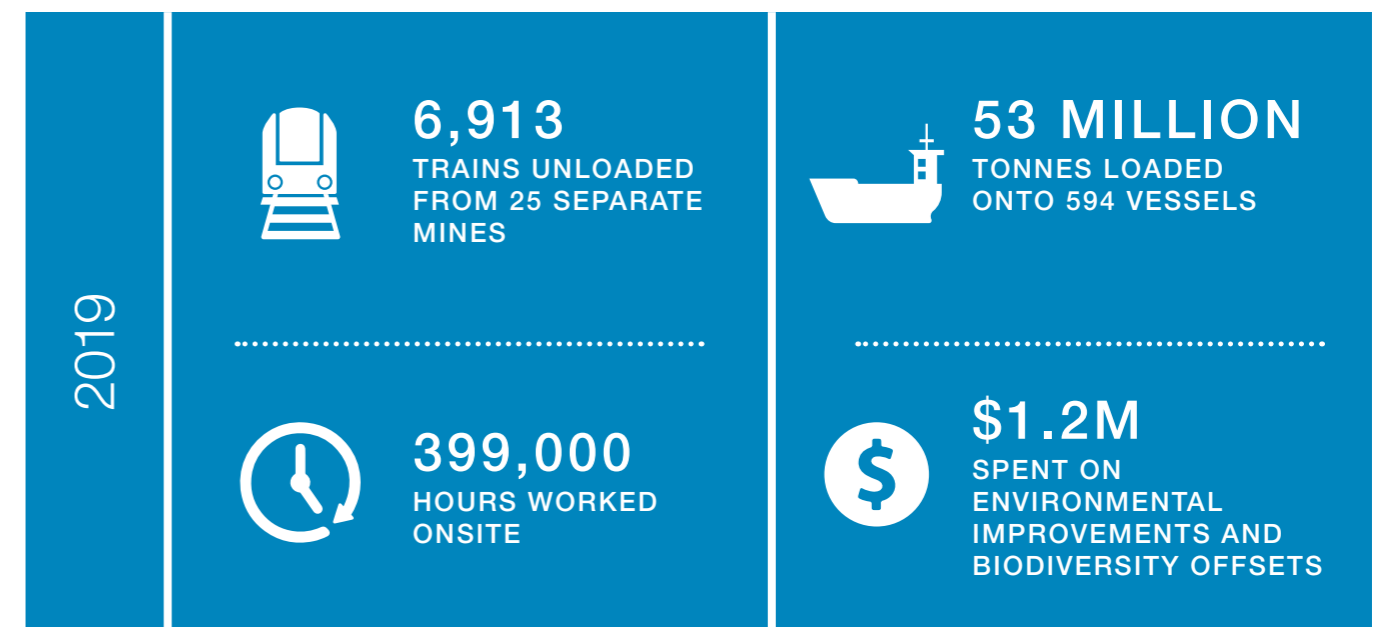 2019
6,913
TRAINS UNLOADED
FROM 25 SEPARATE
MINES
53 MILLION
TONNES LOADED
ONTO 594 VESSELS
399,000
HOURS WORKED
ONSITE
$
$1.2M
SPENT ON
ENVIRONMENTAL
IMPROVEMENTS AND
BIODIVERSITY OFFSETS